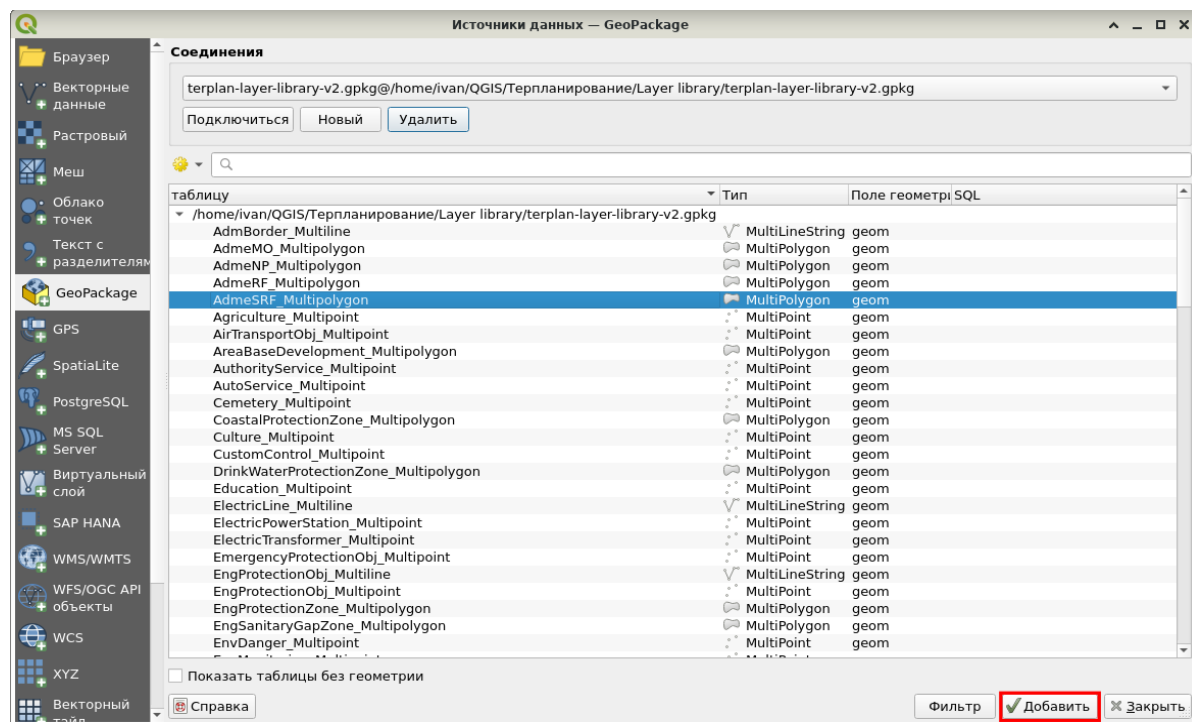 Источники данных — GeoPackage
Браузер
Векторные
данные
Растровый
Меш
Облако
точек
Текст с
разделителям
GeoPackage
GPS
SpatiaLite
PostgreSQL
MS SQL
Server
Виртуальный
слой
SAP HANA
WMS/WMTS
WFS/OGC API
объекты
WCS
XYZ
Векторный
тайл
Соединения
terplan-layer-library-v2.gpkg@/home/ivan/QGIS/Терпланирование/Layer library/terplan-layer-library-v2.gpkg
Подключиться Новый Удалить
таблицу Тип Поле геометрі SQL
/home/ivan/QGIS/Терпланирование/Layer library/terplan-layer-library-v2.gpkg
AdmBorder_Multiline MultiLineString geom
AdmeMO_Multipolygon MultiPolygon geom
AdmeNP_Multipolygon MultiPolygon geom
AdmeRF_Multipolygon MultiPolygon geom
AdmeSRF_Multipolygon MultiPolygon geom
Agriculture_Multipoint MultiPoint geom
AirTransportObj_Multipoint MultiPoint geom
AreaBaseDevelopment_Multipolygon MultiPolygon geom
AuthorityService_Multipoint MultiPoint geom
AutoService_Multipoint MultiPoint geom
Cemetery_Multipoint MultiPoint geom
CoastalProtectionZone_Multipolygon MultiPolygon geom
Culture_Multipoint MultiPoint geom
CustomControl_Multipoint MultiPoint geom
DrinkWaterProtectionZone_Multipolygon MultiPolygon geom
Education_Multipoint MultiPoint geom
ElectricLine_Multiline MultiLineString geom
ElectricPowerStation_Multipoint MultiPoint geom
ElectricTransformer_Multipoint MultiPoint geom
EmergencyProtectionObj_Multipoint MultiPoint geom
EngProtectionObj_Multiline MultiLineString geom
EngProtectionObj_Multipoint MultiPoint geom
EngProtectionZone_Multipolygon MultiPolygon geom
EngSanitaryGapZone_Multipolygon MultiPolygon geom
EnvDanger_Multipoint MultiPoint geom
Показать таблицы без геометрии
Справка Фильтр Добавить Закрыть